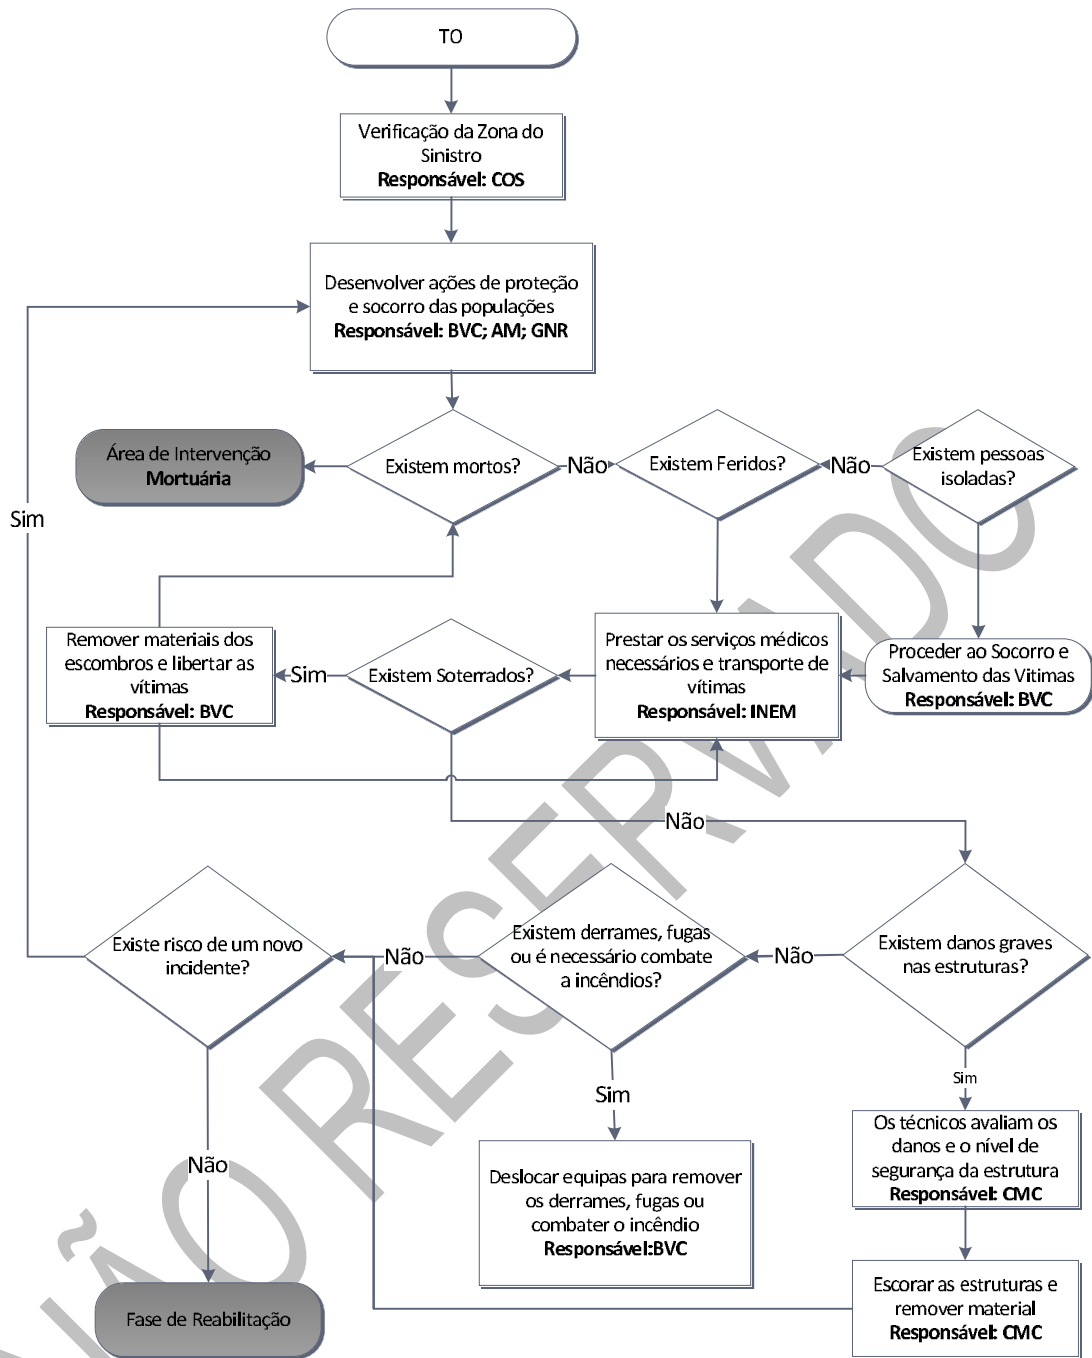 TO
Verificação da Zona do
Sinistro
Responsável: COS
Desenvolver ações de proteção
e socorro das populações
Responsável: BVC; AM; GNR
Área de Intervenção
Mortuária
Existem mortos?
Não
Existem Feridos?
Não
Existem pessoas
isoladas?
Sim
Remover materiais dos
escombros e libertar as
vítimas
Responsável: BVC
Sim
Existem Soterrados?
Prestar os serviços médicos
necessários e transporte de
vítimas
Responsável: INEM
Proceder ao Socorro e
Salvamento das Vitimas
Responsável: BVC
Não
Existe risco de um novo
incidente?
Não
Existem derrames, fugas
ou é necessário combate
a incêndios?
Não
Existem danos graves
nas estruturas?
Sim
Sim
Não
Deslocar equipas para remover
os derrames, fugas ou
combater o incêndio
Responsável:BVC
Os técnicos avaliam os
danos e o nível de
segurança da estrutura
Responsável: CMC
Fase de Reabilitação
Escorar as estruturas e
remover material
Responsável: CMC
NÃO RESERVADO